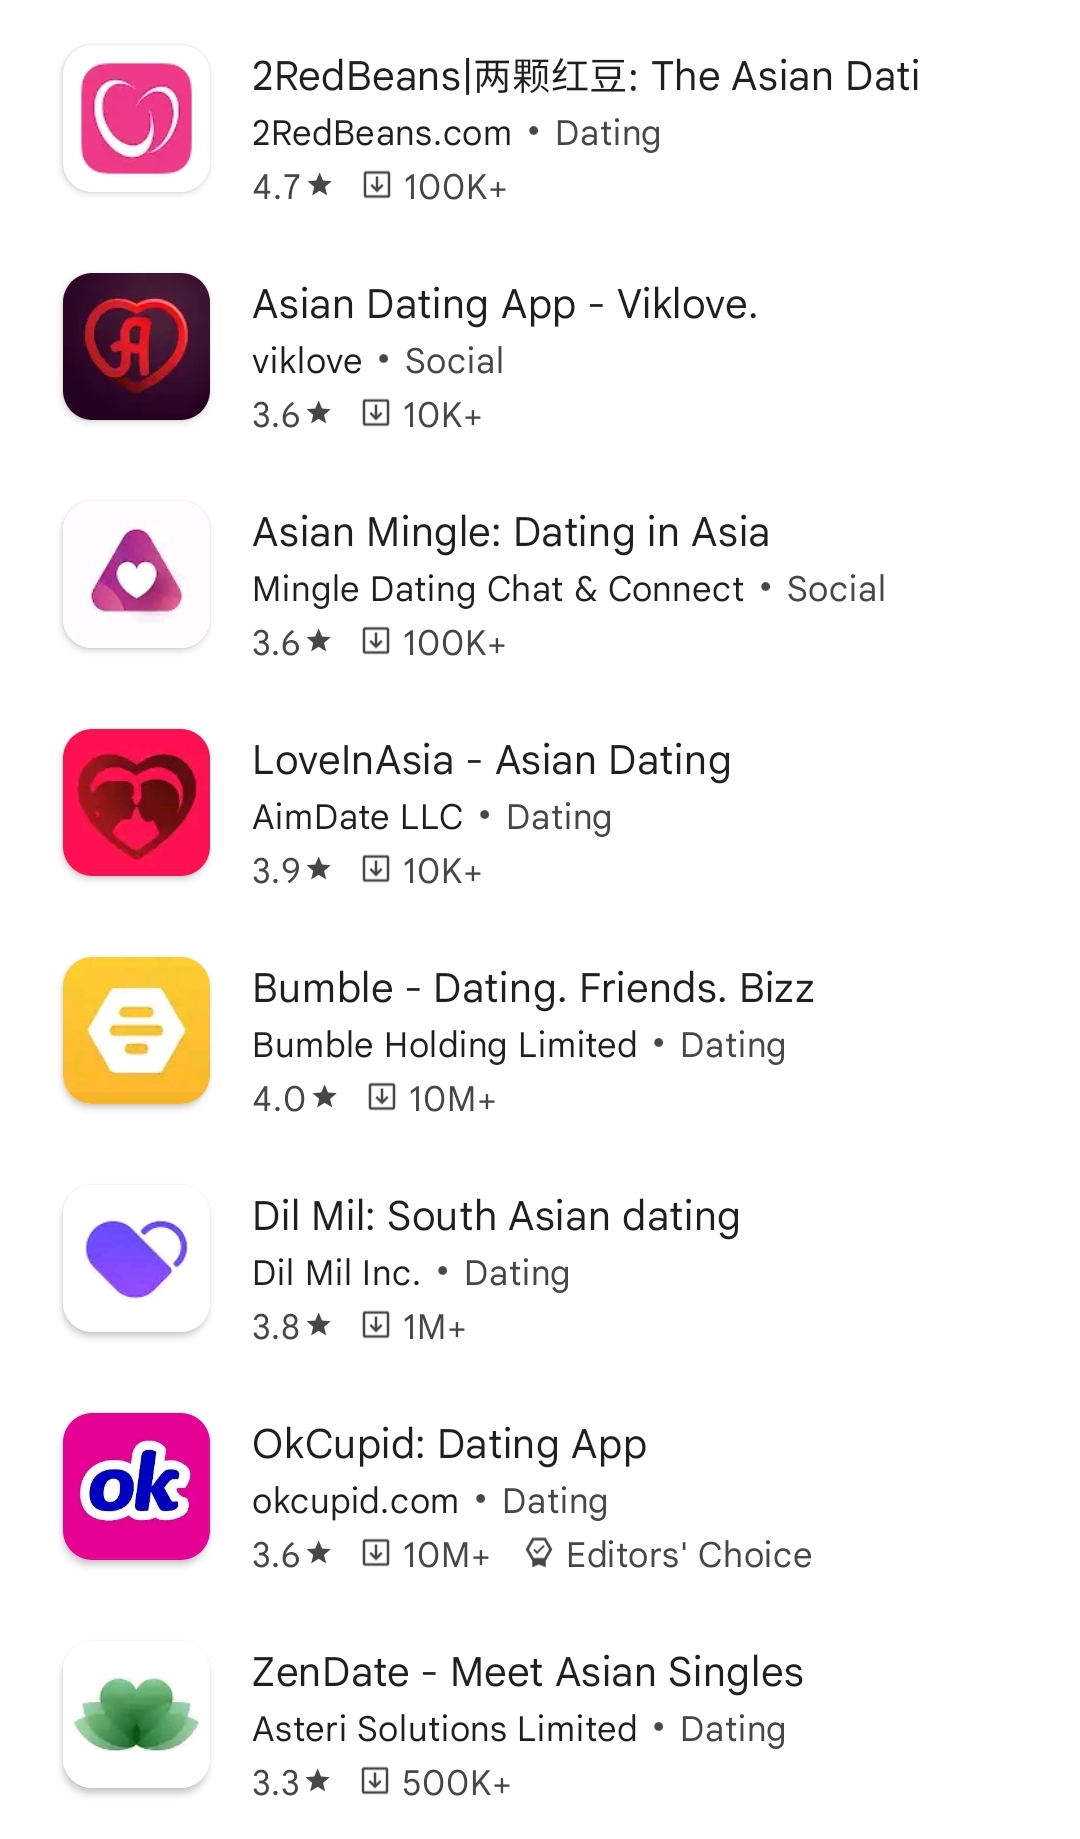 2RedBeans|两颗红豆: The Asian Dati
2RedBeans.com • Dating
4.7★ 100K+
A
Asian Dating App - Viklove.
viklove • Social
3.6★ 10K+
Asian Mingle: Dating in Asia
Mingle Dating Chat & Connect • Social
3.6★ 100K+
LoveInAsia - Asian Dating
AimDate LLC • Dating
3.9★ 10K+
Bumble - Dating. Friends. Bizz
Bumble Holding Limited • Dating
4.0★ 10M+
Dil Mil: South Asian dating
Dil Mil Inc. • Dating
3.8★ 1M+
ok
OkCupid: Dating App
okcupid.com • Dating
3.6★ 10M+ Editors' Choice
ZenDate - Meet Asian Singles
Asteri Solutions Limited • Dating
3.3★ 500K+